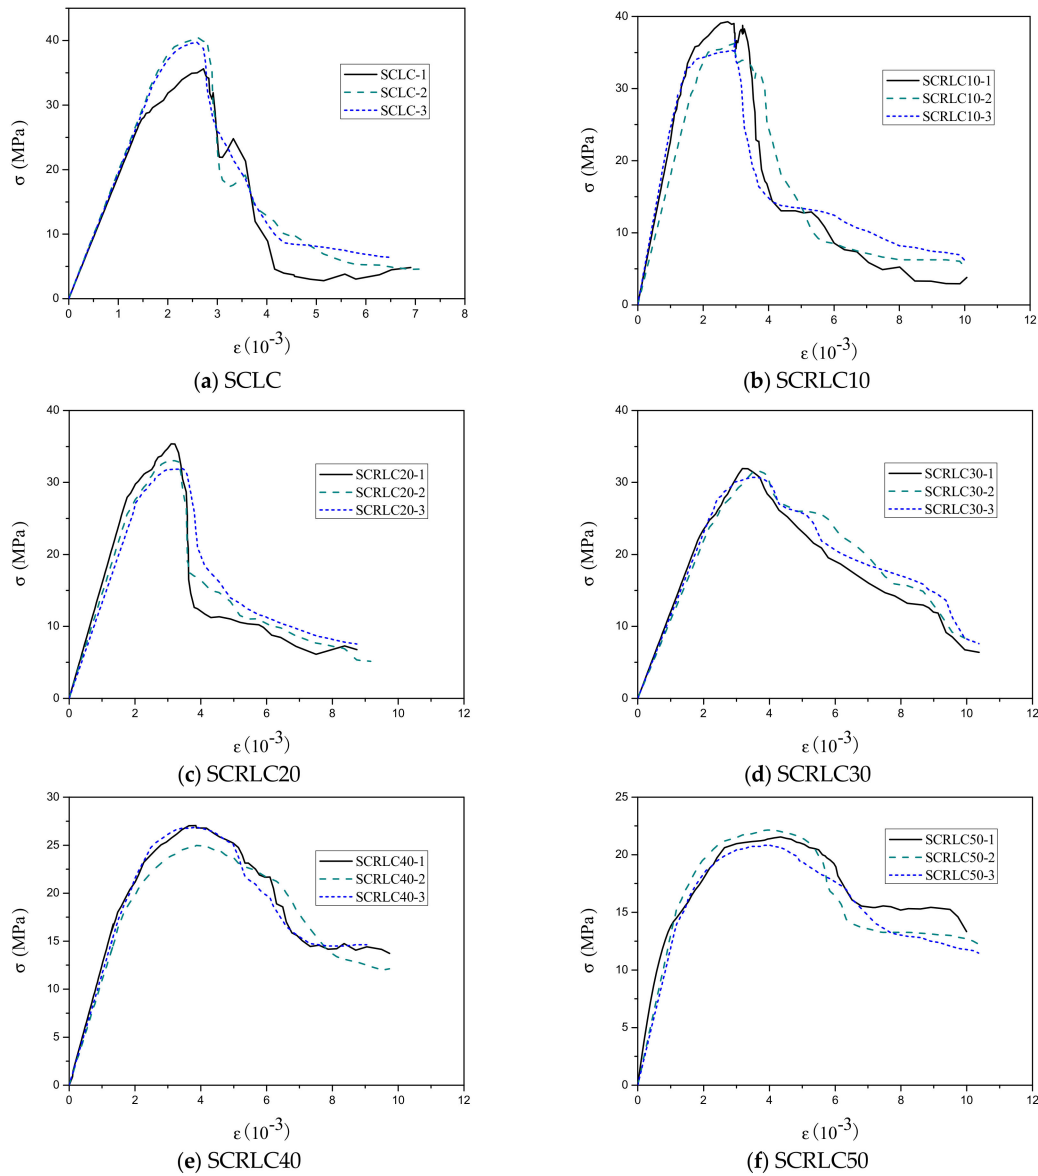 40
30
20
10
0
0 1 2 3 4 5 6 7 8
σ (MPa)
ε (10⁻³)
SCLC-1
SCLC-2
SCLC-3
(a) SCLC
40
30
20
10
0
0 2 4 6 8 10 12
σ (MPa)
ε (10⁻³)
SCRLC10-1
SCRLC10-2
SCRLC10-3
(b) SCRLC10
40
30
20
10
0
0 2 4 6 8 10 12
σ (MPa)
ε (10⁻³)
SCRLC20-1
SCRLC20-2
SCRLC20-3
(c) SCRLC20
40
30
20
10
0
0 2 4 6 8 10 12
σ (MPa)
ε (10⁻³)
SCRLC30-1
SCRLC30-2
SCRLC30-3
(d) SCRLC30
30
25
20
15
10
5
0
0 2 4 6 8 10 12
σ (MPa)
ε (10⁻³)
SCRLC40-1
SCRLC40-2
SCRLC40-3
(e) SCRLC40
25
20
15
10
5
0
0 2 4 6 8 10 12
σ (MPa)
ε (10⁻³)
SCRLC50-1
SCRLC50-2
SCRLC50-3
(f) SCRLC50